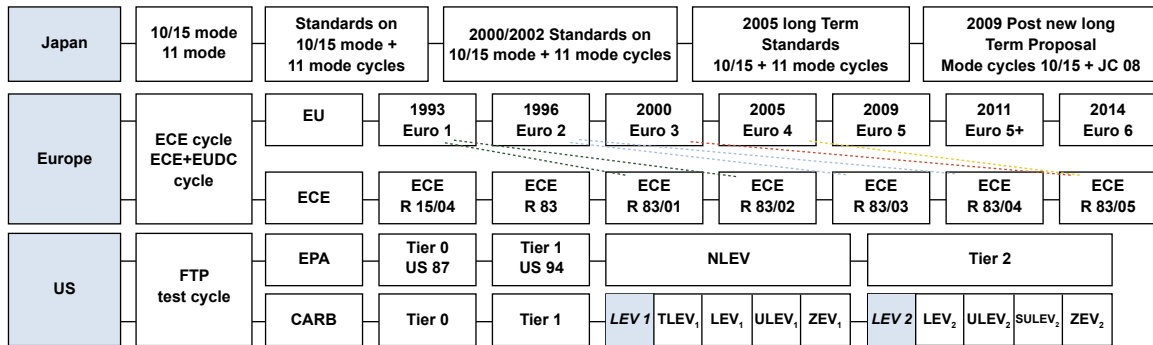 Japan
10/15 mode
11 mode
Standards on
10/15 mode +
11 mode cycles
2000/2002 Standards on
10/15 mode + 11 mode cycles
2005 long Term
Standards
10/15 + 11 mode cycles
2009 Post new long
Term Proposal
Mode cycles 10/15 + JC 08
Europe
ECE cycle
ECE+EUDC
cycle
EU
1993
Euro 1
1996
Euro 2
2000
Euro 3
2005
Euro 4
2009
Euro 5
2011
Euro 5+
2014
Euro 6
ECE
ECE
R 15/04
ECE
R 83
ECE
R 83/01
ECE
R 83/02
ECE
R 83/03
ECE
R 83/04
ECE
R 83/05
US
FTP
test cycle
EPA
Tier 0
US 87
Tier 1
US 94
NLEV
Tier 2
CARB
Tier 0
Tier 1
LEV 1
TLEV₁
LEV₁
ULEV₁
ZEV₁
LEV 2
LEV₂
ULEV₂
SULEV₂
ZEV₂